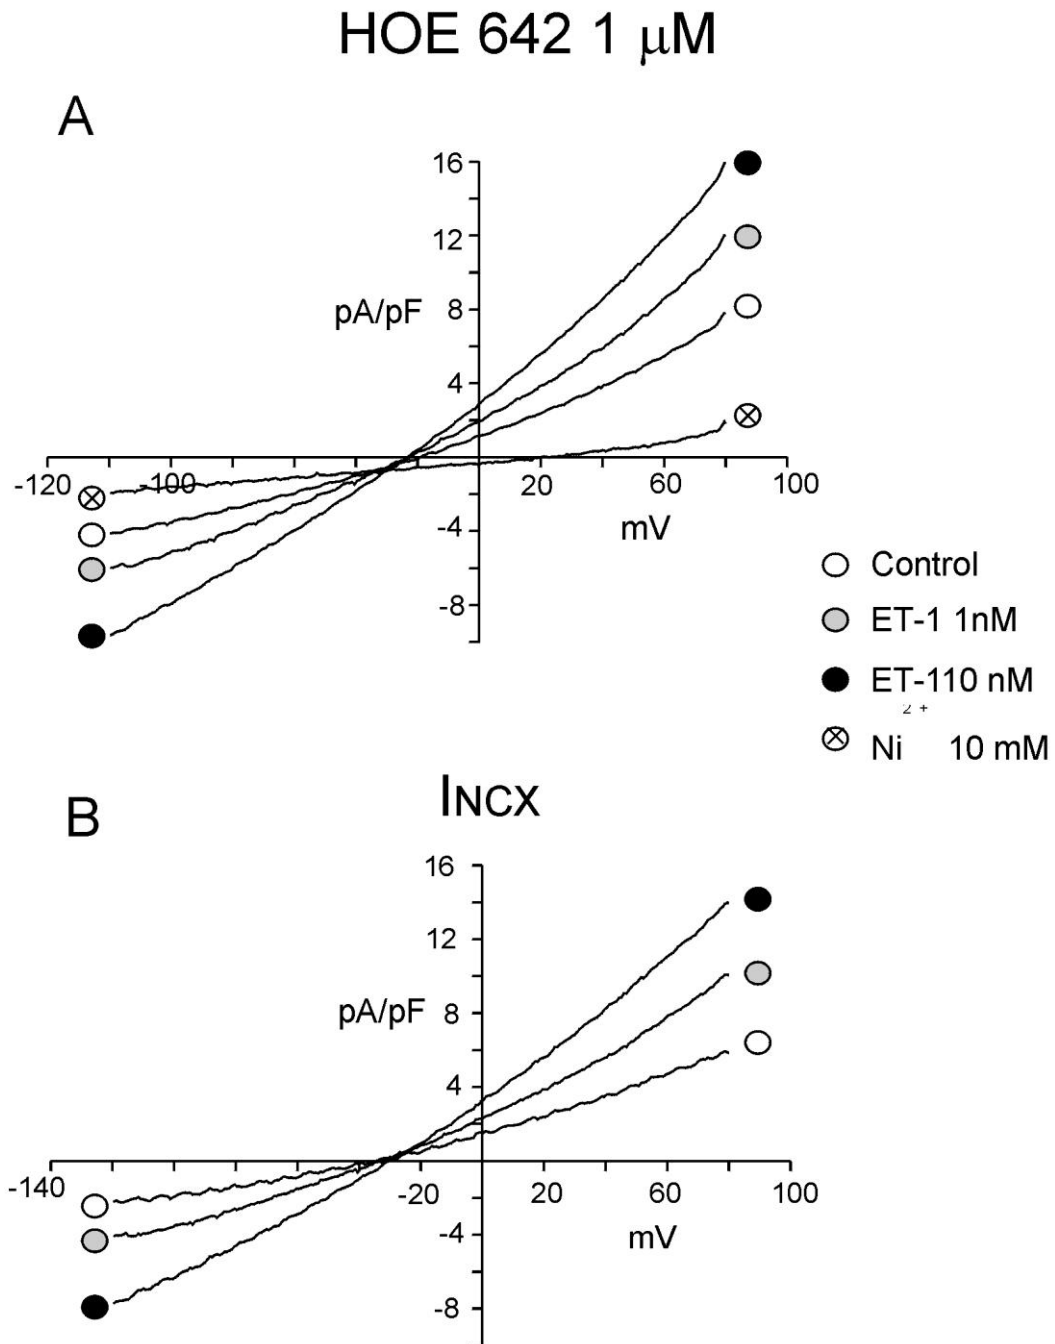 HOE 642 1 μM
A
16
12
pA/pF 8
4
-120 -100 20 60 100
-4 mV
-8
Control
ET-1 1nM
ET-110 nM
2+
Ni 10 mM
B INCX
16
12
pA/pF 8
4
-140 -20 20 60 100
-4 mV
-8